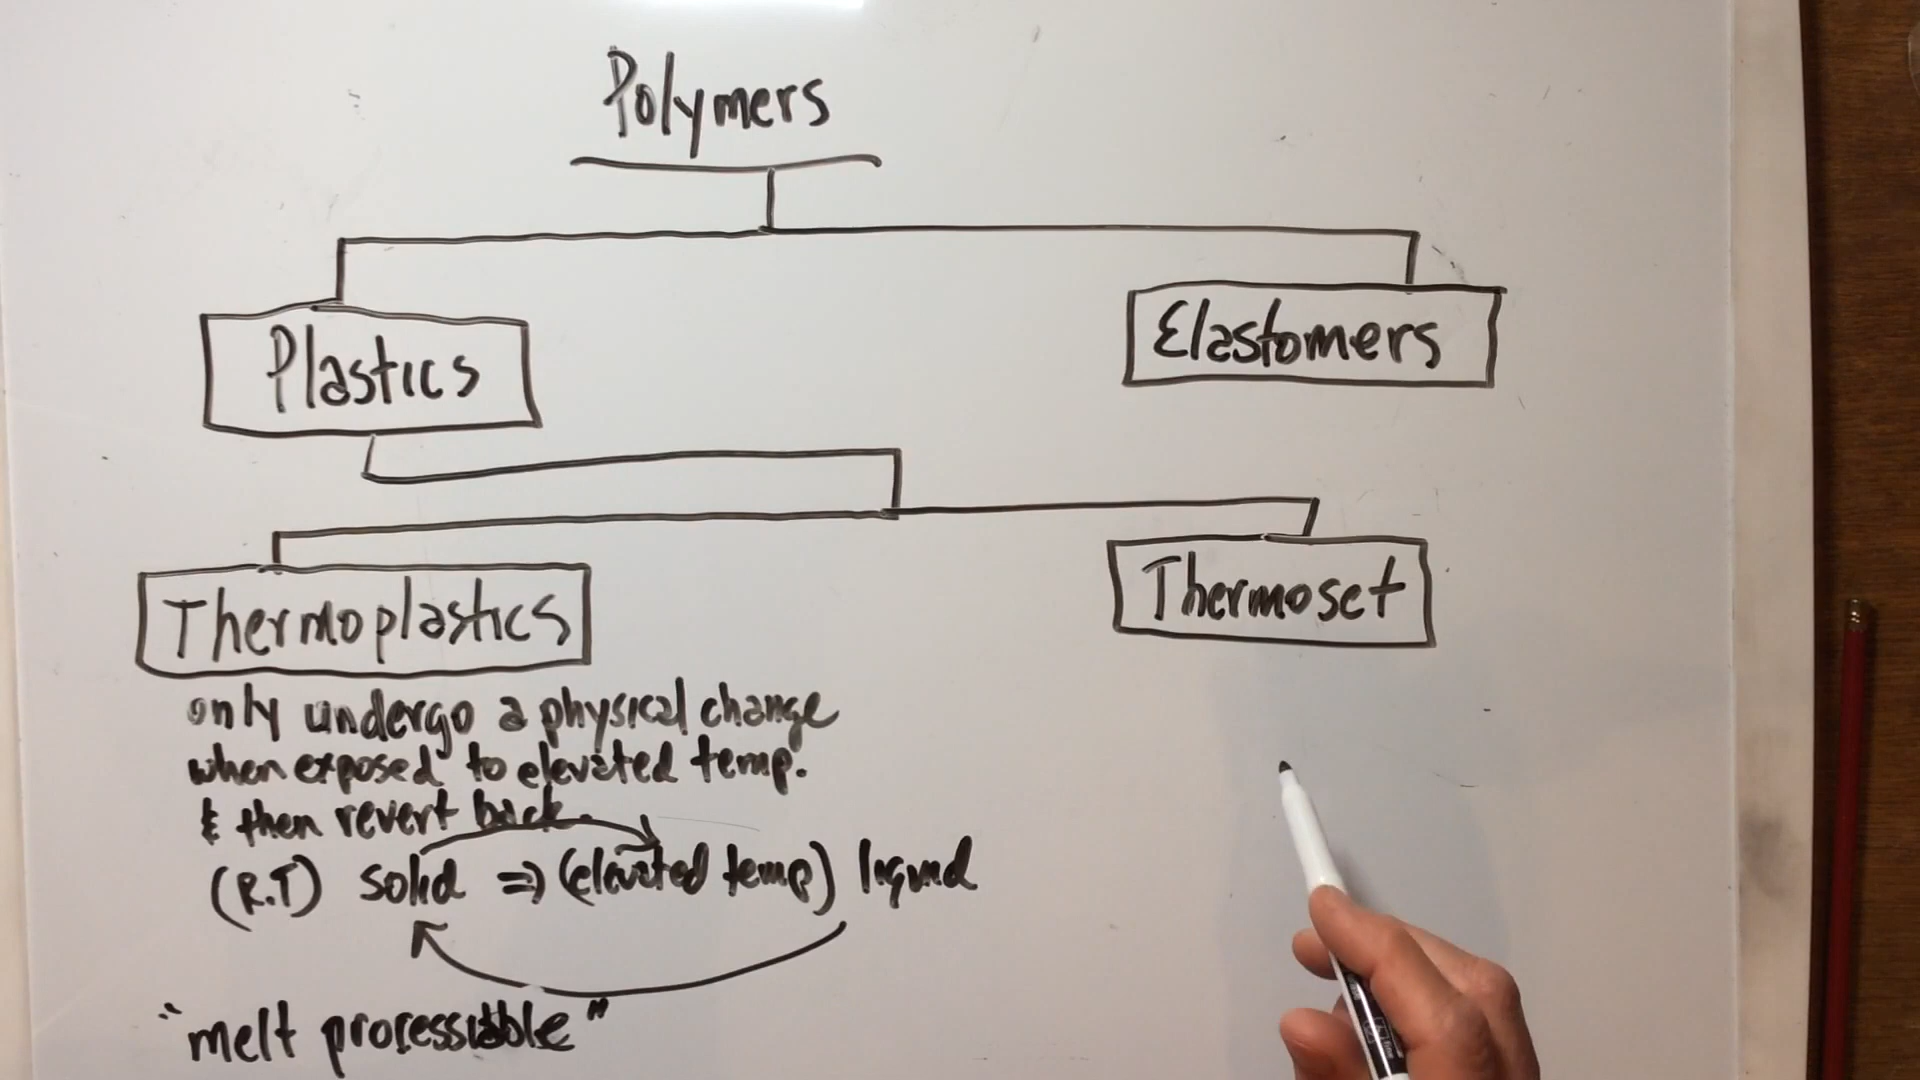 Polymers
Plastics
Elastomers
Thermoplastics
Thermoset
only undergo a physical change
when exposed to elevated temp.
& then revert back.
(R.T) solid ⇒ (elevated temp) liquid
"melt processible"